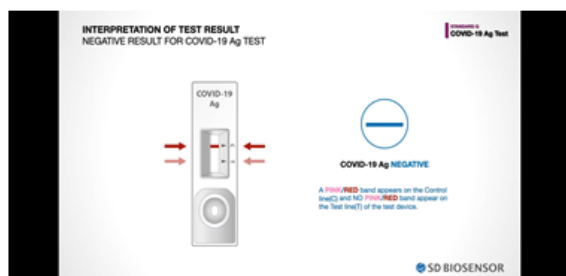 INTERPRETATION OF TEST RESULT
NEGATIVE RESULT FOR COVID-19 Ag TEST
STANDARD Q
COVID-19 Ag Test
COVID-19
Ag
C
T
COVID-19 Ag NEGATIVE
A PINK/RED band appears on the Control
line(C) and NO PINK/RED band appear on
the Test line(T) of the test device.
SD BIOSENSOR